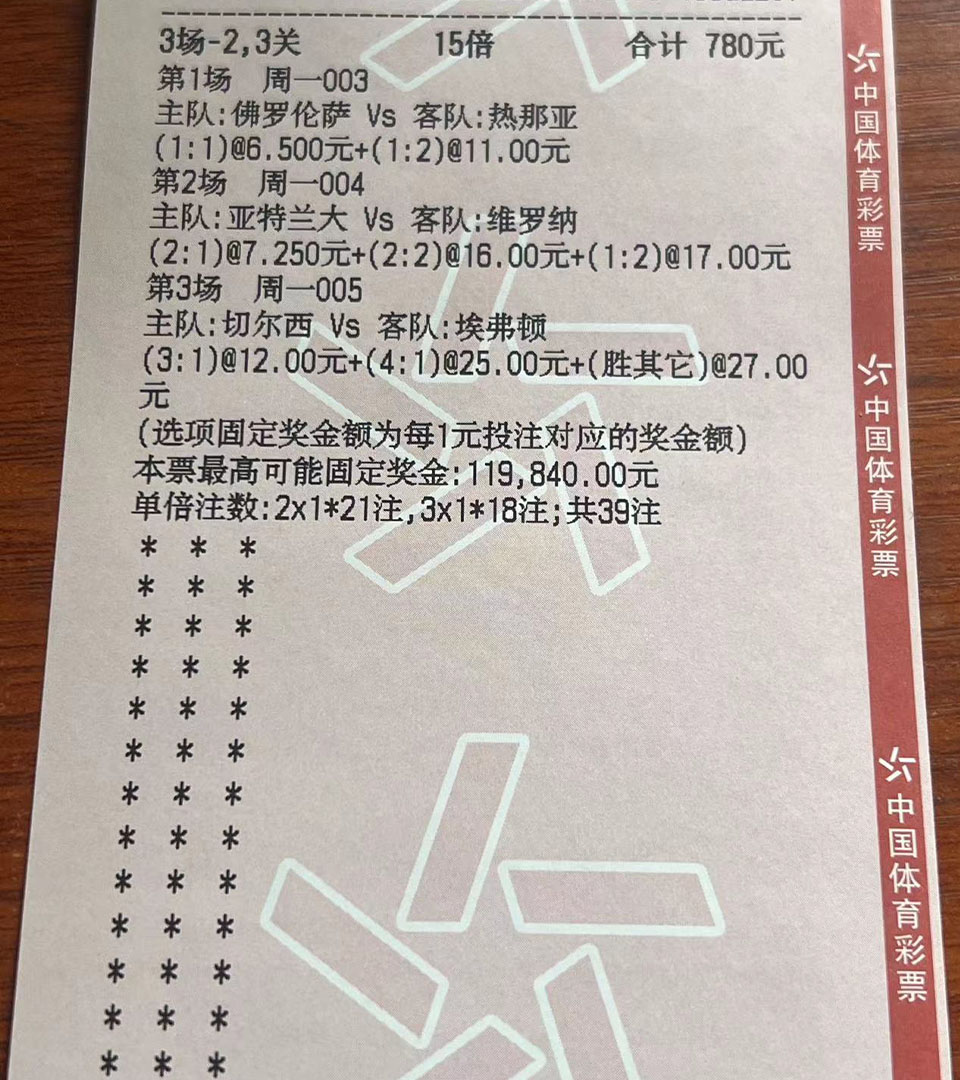 3场-2,3关 15倍 合计 780元
第1场 周一003
主队:佛罗伦萨 Vs 客队:热那亚
(1:1)@6.500元+(1:2)@11.00元
第2场 周一004
主队:亚特兰大 Vs 客队:维罗纳
(2:1)@7.250元+(2:2)@16.00元+(1:2)@17.00元
第3场 周一005
主队:切尔西 Vs 客队:埃弗顿
(3:1)@12.00元+(4:1)@25.00元+(胜其它)@27.00
元
(选项固定奖金额为每1元投注对应的奖金额)
本票最高可能固定奖金:119,840.00元
单倍注数:2x1*21注,3x1*18注;共39注
* * *
* * *
* * *
* * *
* * *
* * *
* * *
* * *
* * *
* * *
* * *
* * *
* * *
中国体育彩票
中国体育彩票
中国体育彩票